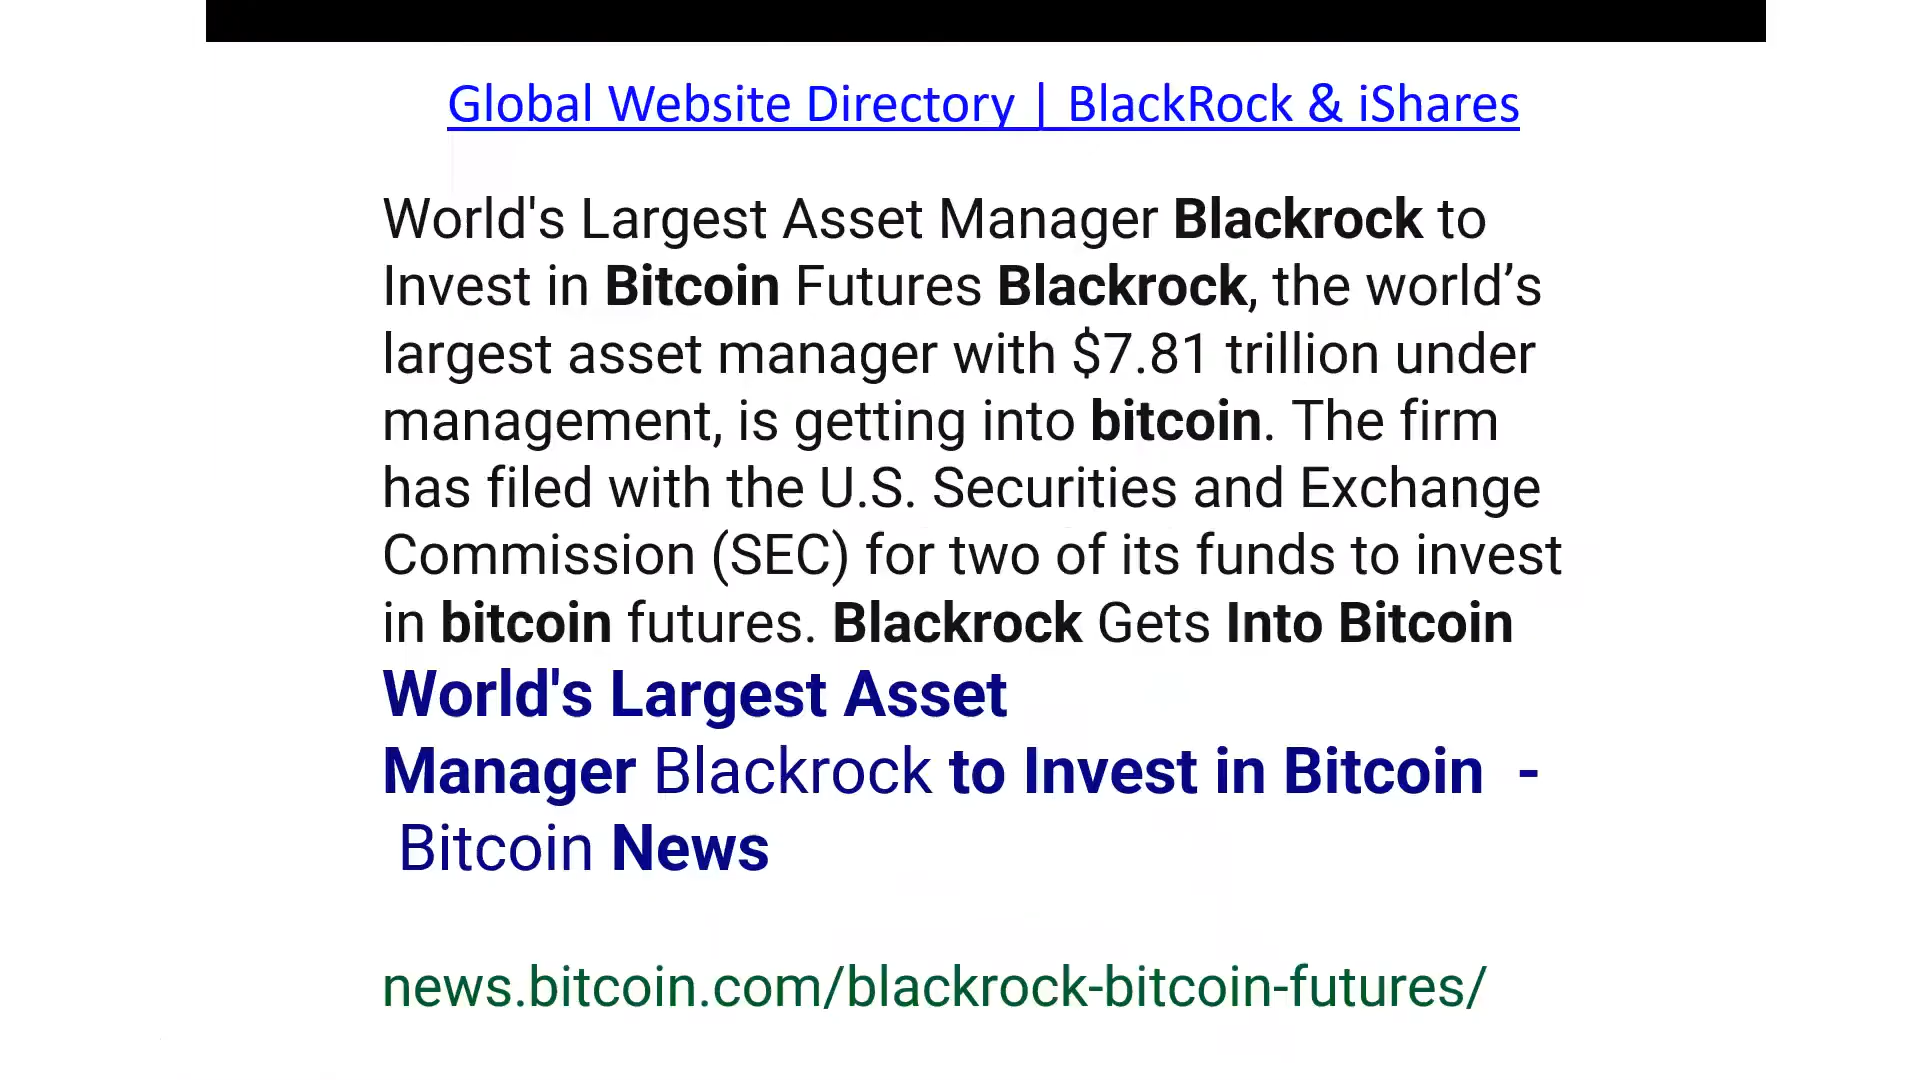 Global Website Directory | BlackRock & iShares
World's Largest Asset Manager Blackrock to
Invest in Bitcoin Futures Blackrock, the world’s
largest asset manager with $7.81 trillion under
management, is getting into bitcoin. The firm
has filed with the U.S. Securities and Exchange
Commission (SEC) for two of its funds to invest
in bitcoin futures. Blackrock Gets Into Bitcoin
World's Largest Asset
Manager Blackrock to Invest in Bitcoin -
Bitcoin News
news.bitcoin.com/blackrock-bitcoin-futures/